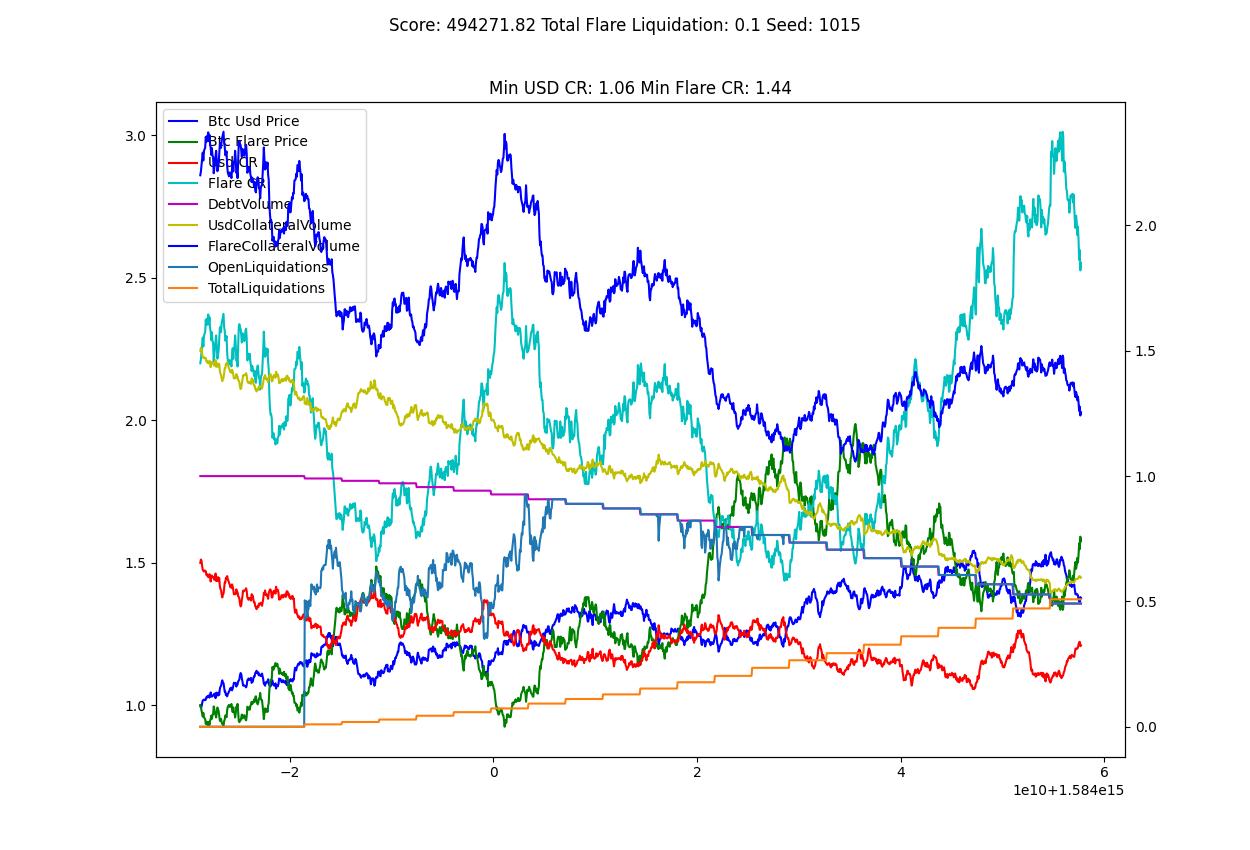 Score: 494271.82 Total Flare Liquidation: 0.1 Seed: 1015
Min USD CR: 1.06 Min Flare CR: 1.44
Btc Usd Price
Btc Flare Price
Usd CR
Flare CR
DebtVolume
UsdCollateralVolume
FlareCollateralVolume
OpenLiquidations
TotalLiquidations
3.0
2.5
2.0
1.5
1.0
2.0
1.5
1.0
0.5
0.0
−2 0 2 4 6
1e10+1.584e15